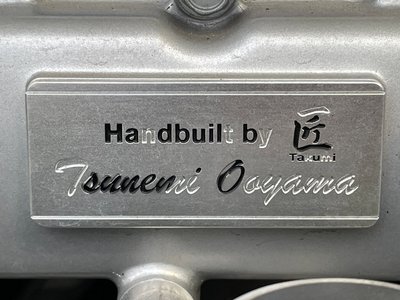 Handbuilt by 匠
Takumi
Tsunemi Ooyama